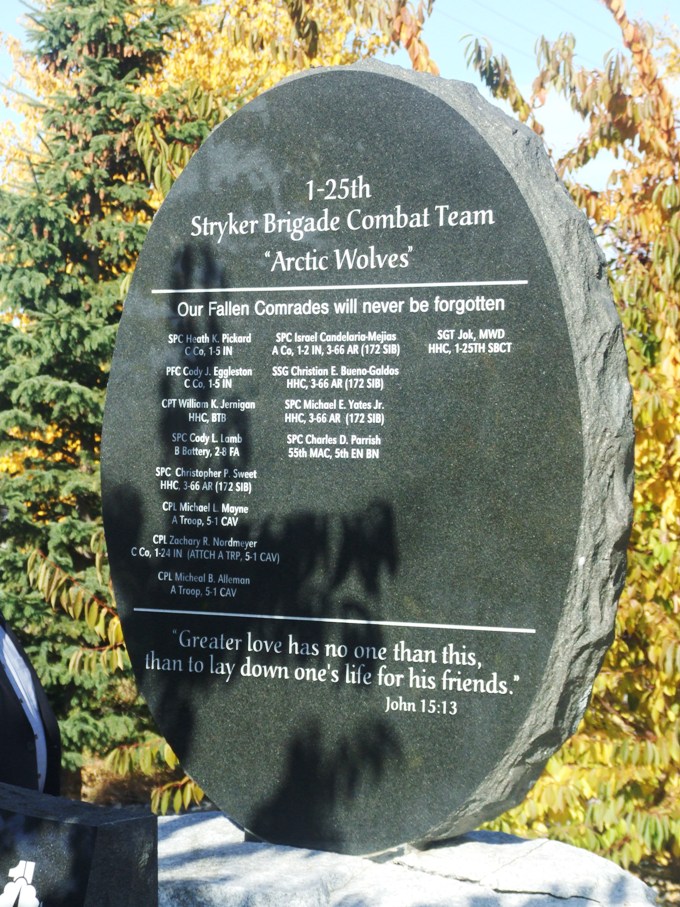 1-25th
Stryker Brigade Combat Team
"Arctic Wolves"
Our Fallen Comrades will never be forgotten
SPC Heath K. Pickard
C Co, 1-5 IN
PFC Cody J. Eggleston
C Co, 1-5 IN
CPT William K. Jernigan
HHC, BTB
SPC Cody L. Lamb
B Battery, 2-8 FA
SPC Christopher P. Sweet
HHC, 3-66 AR (172 SIB)
CPL Michael L. Mayne
A Troop, 5-1 CAV
CPL Zachary R. Nordmeyer
C Co, 1-24 IN (ATTCH A TRP, 5-1 CAV)
CPL Micheal B. Alleman
A Troop, 5-1 CAV
SPC Israel Candelaria-Mejias
A Co, 1-2 IN, 3-66 AR (172 SIB)
SSG Christian E. Bueno-Galdos
HHC, 3-66 AR (172 SIB)
SPC Michael E. Yates Jr.
HHC, 3-66 AR (172 SIB)
SPC Charles D. Parrish
55th MAC, 5th EN BN
SGT Jok, MWD
HHC, 1-25TH SBCT
"Greater love has no one than this,
than to lay down one's life for his friends."
John 15:13